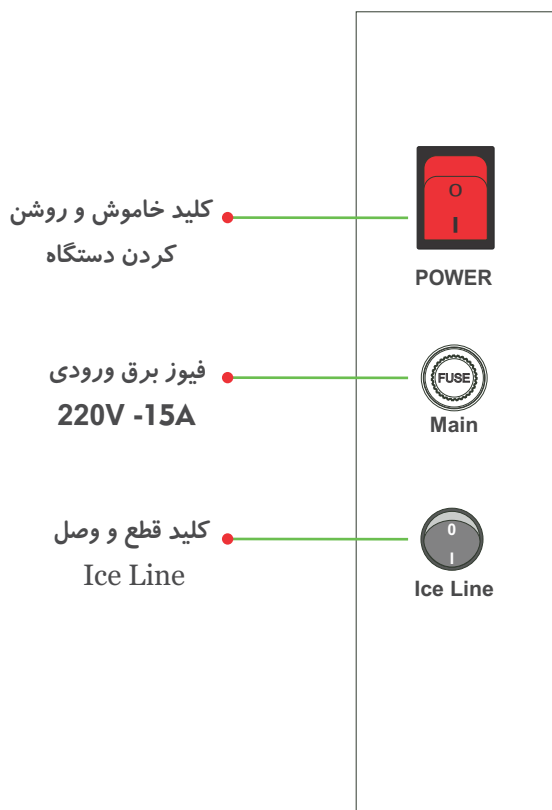 کلید خاموش و روشن
کردن دستگاه
O
I
POWER
فیوز برق ورودی
220V -15A
FUSE
Main
کلید قطع و وصل
Ice Line
0
I
Ice Line